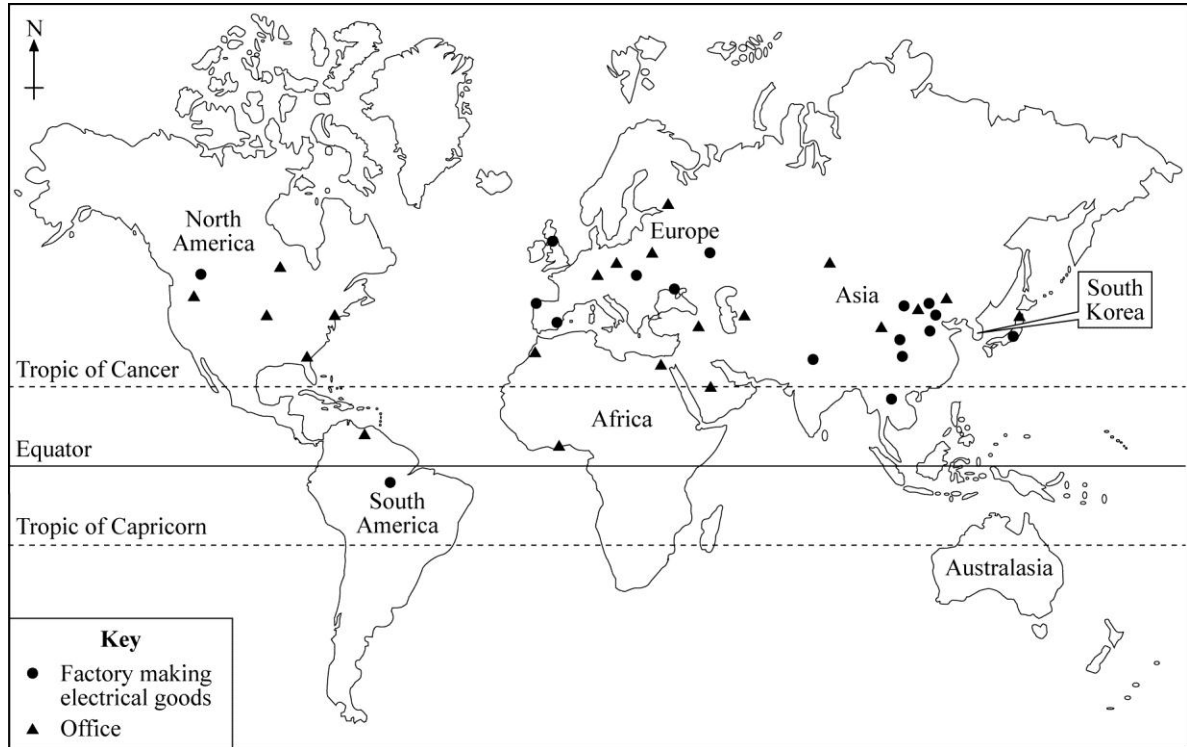 N
North
America
Europe
Asia
South
Korea
Tropic of Cancer
Africa
Equator
South
America
Tropic of Capricorn
Australasia
Key
Factory making
electrical goods
Office